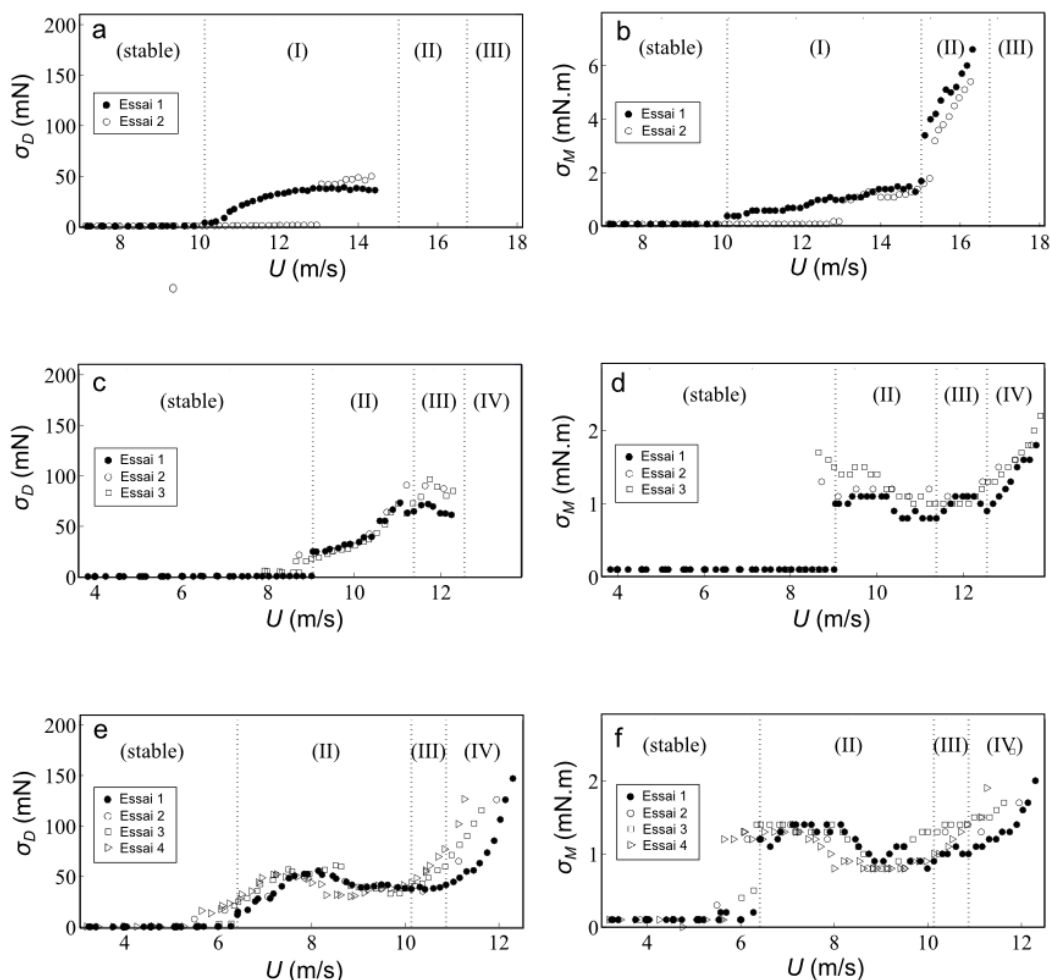 a
(stable) (I) (II) (III)
200
150
100
50
0
σD (mN)
Essai 1
Essai 2
8 10 12 14 16 18
U (m/s)
b
(stable) (I) (II) (III)
6
4
2
0
σM (mN.m)
Essai 1
Essai 2
8 10 12 14 16 18
U (m/s)
c
(stable) (II) (III) (IV)
200
150
100
50
0
σD (mN)
Essai 1
Essai 2
Essai 3
4 6 8 10 12
U (m/s)
d
(stable) (II) (III) (IV)
2
1
0
σM (mN.m)
Essai 1
Essai 2
Essai 3
4 6 8 10 12
U (m/s)
e
(stable) (II) (III) (IV)
200
150
100
50
0
σD (mN)
Essai 1
Essai 2
Essai 3
Essai 4
4 6 8 10 12
U (m/s)
f
(stable) (II) (III) (IV)
2
1
0
σM (mN.m)
Essai 1
Essai 2
Essai 3
Essai 4
4 6 8 10 12
U (m/s)